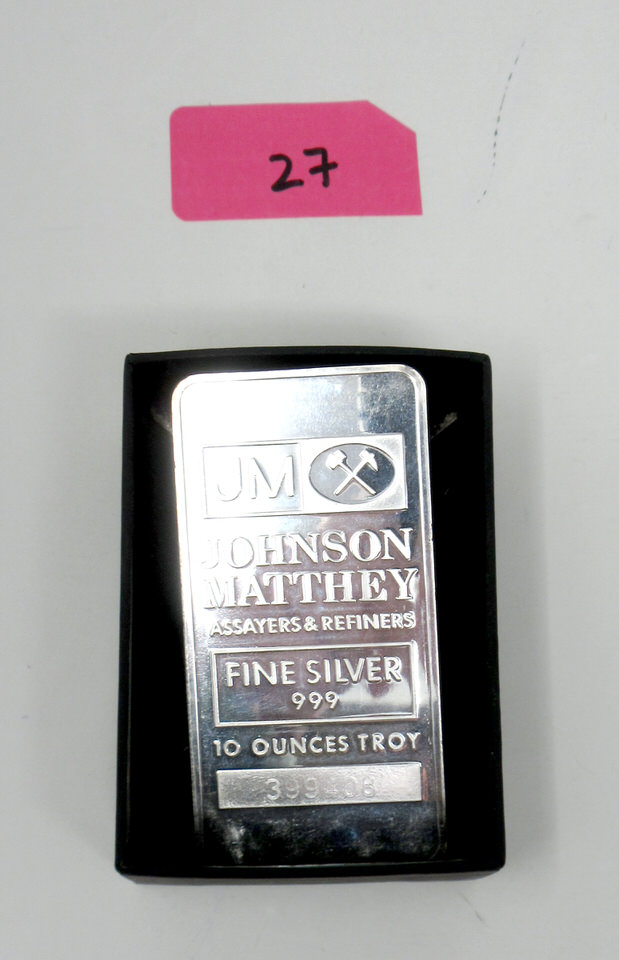 27
JM
JOHNSON
MATTHEY
ASSAYERS & REFINERS
FINE SILVER
999
10 OUNCES TROY